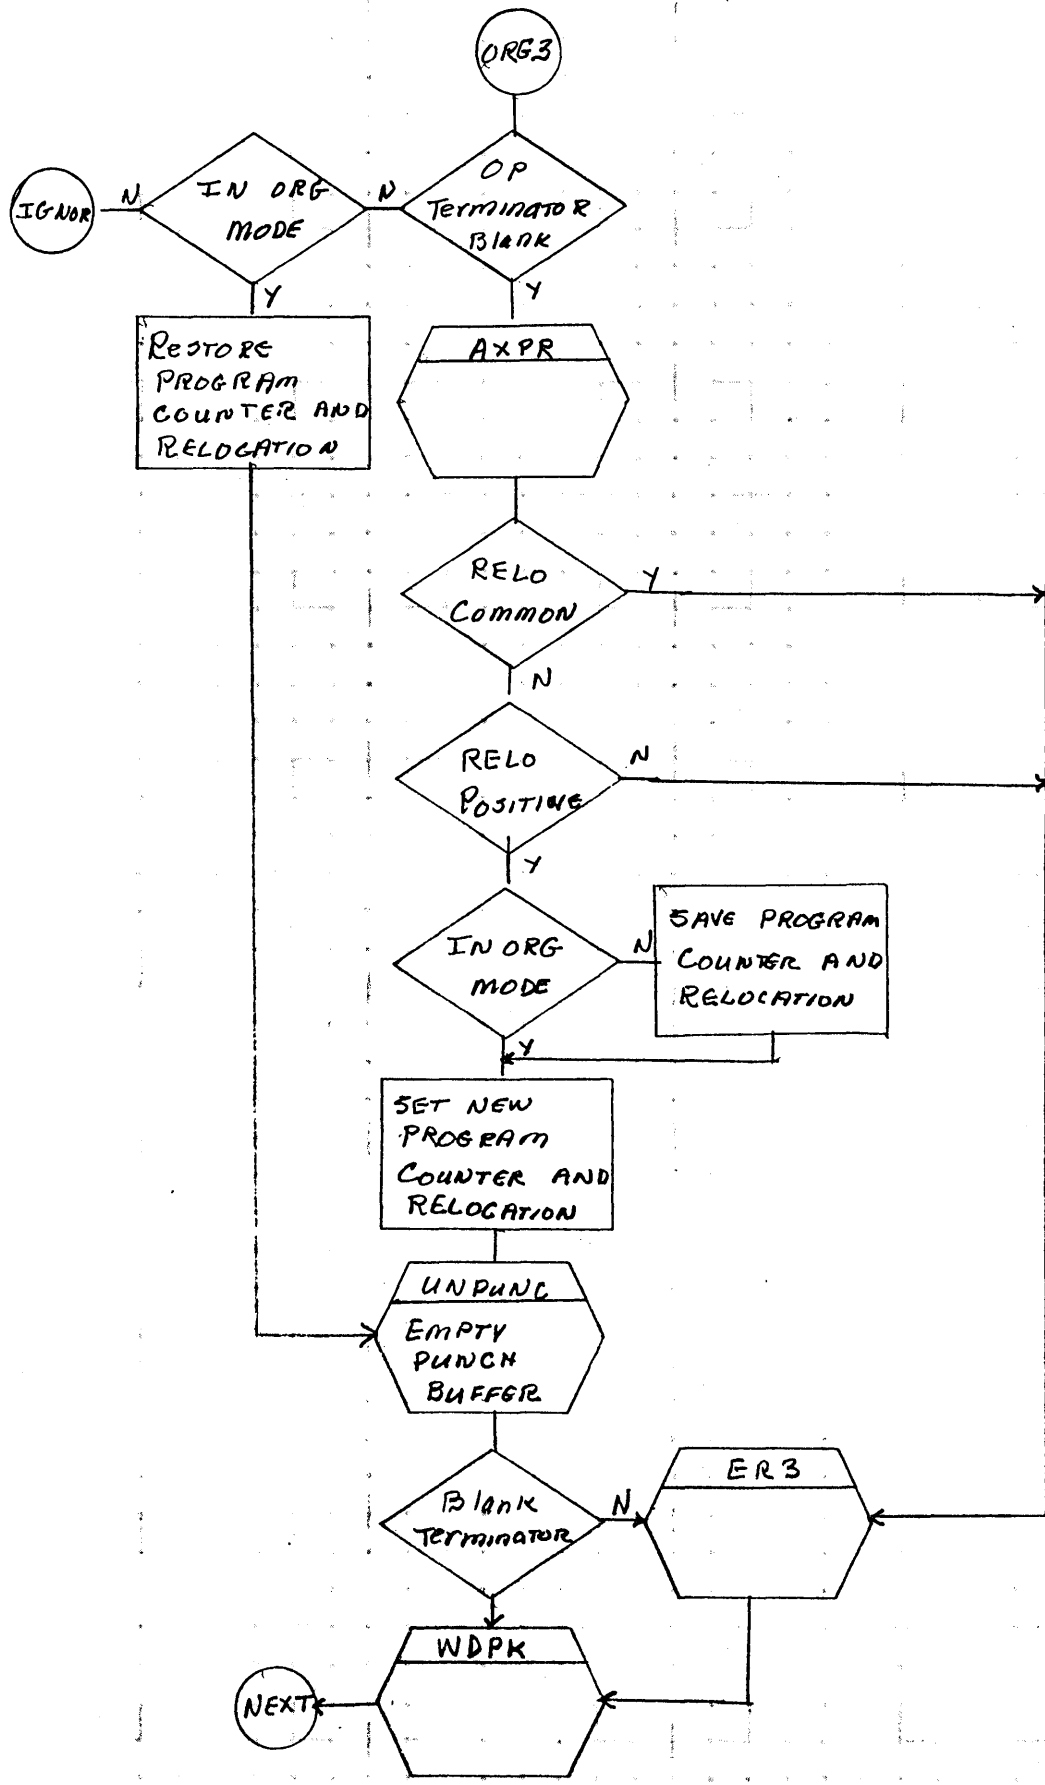 ORG3
OP
Terminator
Blank
N
IN ORG
MODE
N
IGNOR
Y
Y
RESTORE
PROGRAM
COUNTER AND
RELOCATION
AXPR
RELO
Common
Y
N
RELO
POSITIVE
N
Y
IN ORG
MODE
N
SAVE PROGRAM
COUNTER AND
RELOCATION
Y
SET NEW
PROGRAM
COUNTER AND
RELOCATION
UNPUNC
EMPTY
PUNCH
BUFFER
Blank
Terminator
N
ER3
WDPK
NEXT